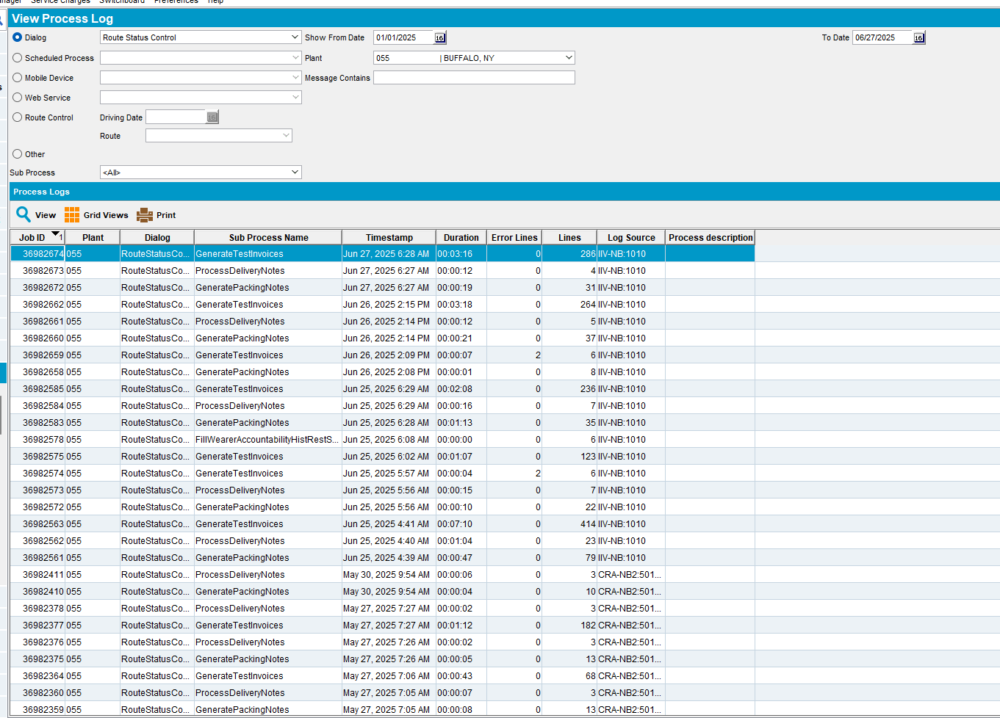 Service Charges Switchboard Preferences Help
View Process Log
Dialog Route Status Control Show From Date 01/01/2025 16 To Date 06/27/2025 16
Scheduled Process Plant 055 | BUFFALO, NY
Mobile Device Message Contains
Web Service
Route Control Driving Date 16
Route
Other
Sub Process <All>
Process Logs
View Grid Views Print
Job ID 1 Plant Dialog Sub Process Name Timestamp Duration Error Lines Lines Log Source Process description
36982674 055 RouteStatusCo... GenerateTestInvoices Jun 27, 2025 6:28 AM 00:03:16 0 286 IIV-NB:1010
36982673 055 RouteStatusCo... ProcessDeliveryNotes Jun 27, 2025 6:27 AM 00:00:12 0 4 IIV-NB:1010
36982672 055 RouteStatusCo... GeneratePackingNotes Jun 27, 2025 6:27 AM 00:00:19 0 31 IIV-NB:1010
36982662 055 RouteStatusCo... GenerateTestInvoices Jun 26, 2025 2:15 PM 00:03:18 0 264 IIV-NB:1010
36982661 055 RouteStatusCo... ProcessDeliveryNotes Jun 26, 2025 2:14 PM 00:00:12 0 5 IIV-NB:1010
36982660 055 RouteStatusCo... GeneratePackingNotes Jun 26, 2025 2:14 PM 00:00:21 0 37 IIV-NB:1010
36982659 055 RouteStatusCo... GenerateTestInvoices Jun 26, 2025 2:09 PM 00:00:07 2 6 IIV-NB:1010
36982658 055 RouteStatusCo... GeneratePackingNotes Jun 26, 2025 2:08 PM 00:00:01 0 8 IIV-NB:1010
36982585 055 RouteStatusCo... GenerateTestInvoices Jun 25, 2025 6:29 AM 00:02:08 0 236 IIV-NB:1010
36982584 055 RouteStatusCo... ProcessDeliveryNotes Jun 25, 2025 6:29 AM 00:00:16 0 7 IIV-NB:1010
36982583 055 RouteStatusCo... GeneratePackingNotes Jun 25, 2025 6:28 AM 00:01:13 0 35 IIV-NB:1010
36982578 055 RouteStatusCo... FillWearerAccountabilityHistRestS... Jun 25, 2025 6:08 AM 00:00:00 0 6 IIV-NB:1010
36982575 055 RouteStatusCo... GenerateTestInvoices Jun 25, 2025 6:02 AM 00:01:07 0 123 IIV-NB:1010
36982574 055 RouteStatusCo... GenerateTestInvoices Jun 25, 2025 5:57 AM 00:00:04 2 6 IIV-NB:1010
36982573 055 RouteStatusCo... ProcessDeliveryNotes Jun 25, 2025 5:56 AM 00:00:15 0 7 IIV-NB:1010
36982572 055 RouteStatusCo... GeneratePackingNotes Jun 25, 2025 5:56 AM 00:00:10 0 22 IIV-NB:1010
36982563 055 RouteStatusCo... GenerateTestInvoices Jun 25, 2025 4:41 AM 00:07:10 0 414 IIV-NB:1010
36982562 055 RouteStatusCo... ProcessDeliveryNotes Jun 25, 2025 4:40 AM 00:01:04 0 23 IIV-NB:1010
36982561 055 RouteStatusCo... GeneratePackingNotes Jun 25, 2025 4:39 AM 00:00:47 0 79 IIV-NB:1010
36982411 055 RouteStatusCo... ProcessDeliveryNotes May 30, 2025 9:54 AM 00:00:06 0 3 CRA-NB2:501...
36982410 055 RouteStatusCo... GeneratePackingNotes May 30, 2025 9:54 AM 00:00:04 0 10 CRA-NB2:501...
36982378 055 RouteStatusCo... ProcessDeliveryNotes May 27, 2025 7:27 AM 00:00:02 0 3 CRA-NB2:501...
36982377 055 RouteStatusCo... GenerateTestInvoices May 27, 2025 7:27 AM 00:01:12 0 182 CRA-NB2:501...
36982376 055 RouteStatusCo... ProcessDeliveryNotes May 27, 2025 7:26 AM 00:00:02 0 3 CRA-NB2:501...
36982375 055 RouteStatusCo... GeneratePackingNotes May 27, 2025 7:26 AM 00:00:05 0 13 CRA-NB2:501...
36982364 055 RouteStatusCo... GenerateTestInvoices May 27, 2025 7:06 AM 00:00:43 0 68 CRA-NB2:501...
36982360 055 RouteStatusCo... ProcessDeliveryNotes May 27, 2025 7:05 AM 00:00:07 0 3 CRA-NB2:501...
36982359 055 RouteStatusCo... GeneratePackingNotes May 27, 2025 7:05 AM 00:00:08 0 13 CRA-NB2:501...